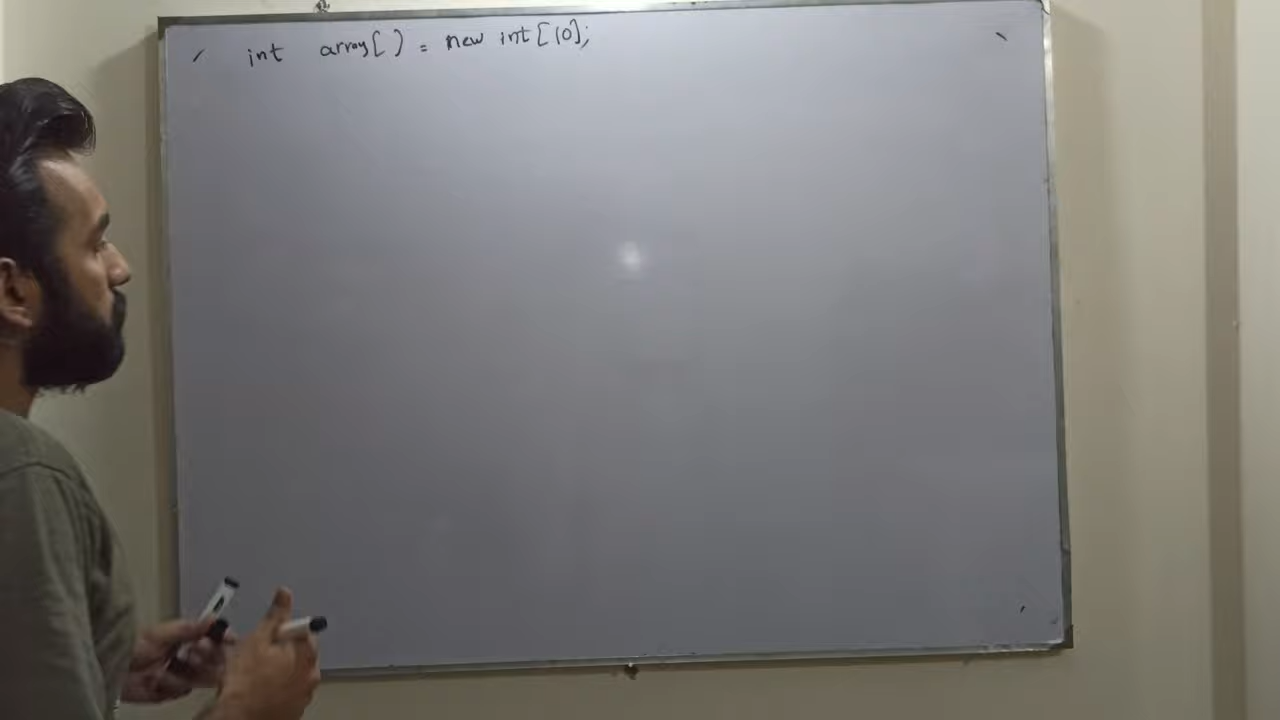 int array[] = new int[10];